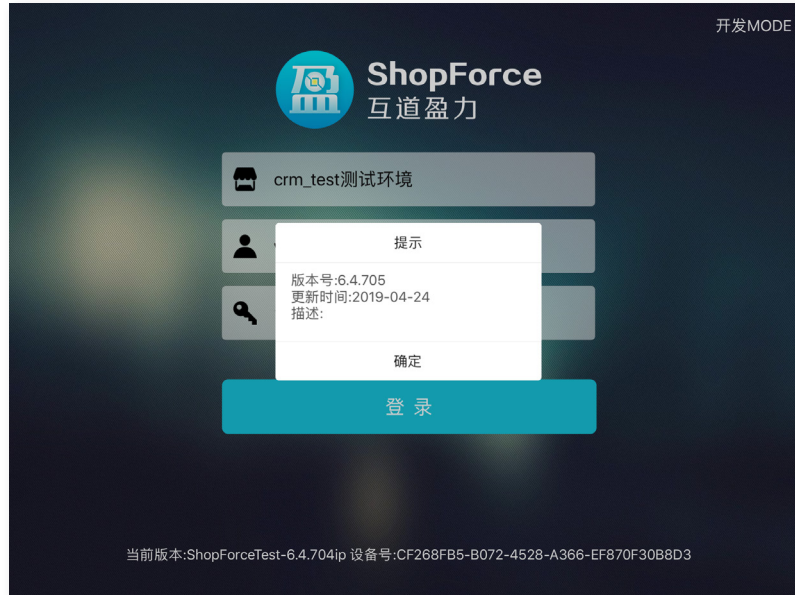 开发MODE
ShopForce
互道盈力
crm_test测试环境
提示
版本号:6.4.705
更新时间:2019-04-24
描述:
确定
登 录
当前版本:ShopForceTest-6.4.704ip 设备号:CF268FB5-B072-4528-A366-EF870F30B8D3